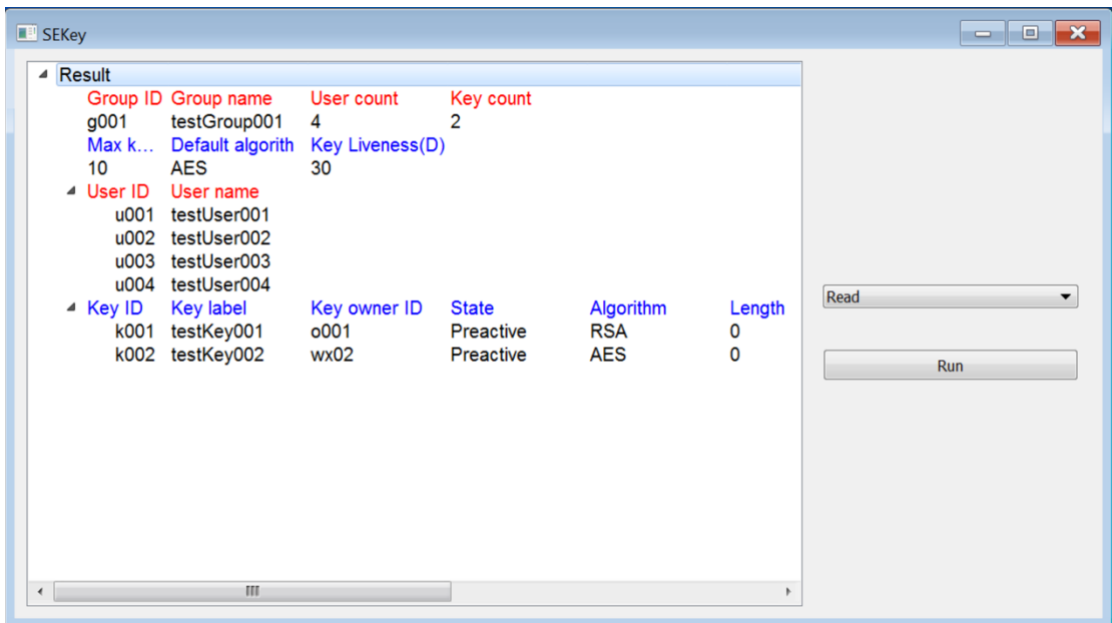 SEKey
Result
Group ID Group name User count Key count
g001 testGroup001 4 2
Max k... Default algorith Key Liveness(D)
10 AES 30
User ID User name
u001 testUser001
u002 testUser002
u003 testUser003
u004 testUser004
Key ID Key label Key owner ID State Algorithm Length
k001 testKey001 o001 Preactive RSA 0
k002 testKey002 wx02 Preactive AES 0
Read
Run